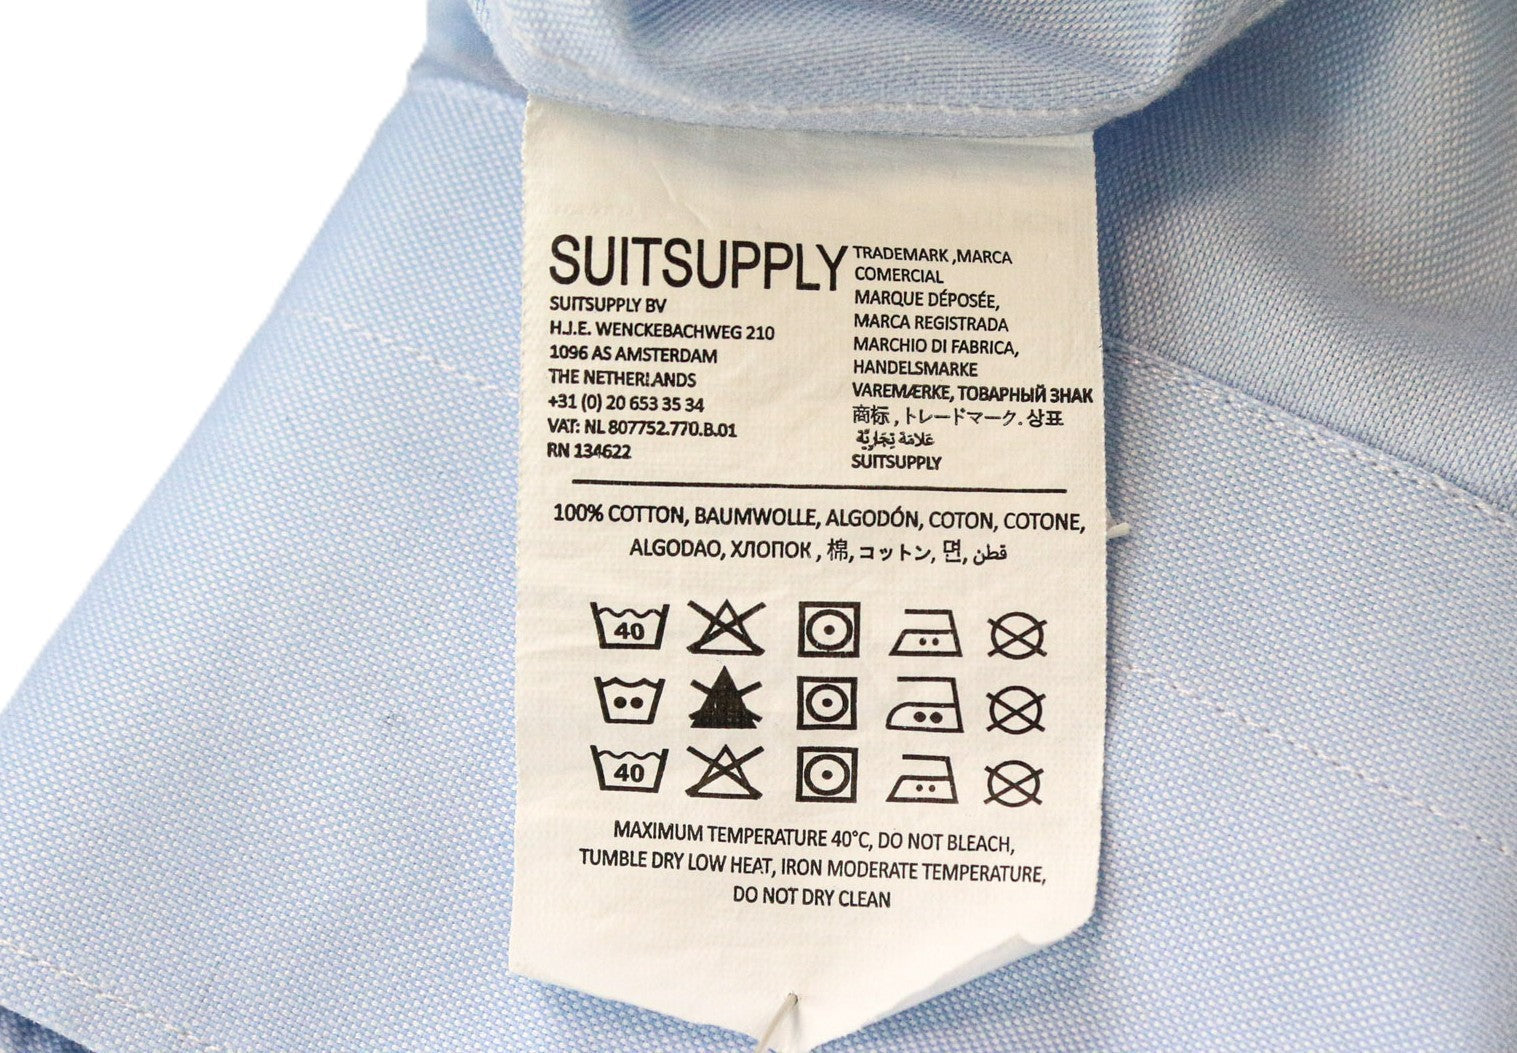 SUITSUPPLY
SUITSUPPLY BV
H.J.E. WENCKEBACHWEG 210
1096 AS AMSTERDAM
THE NETHERLANDS
+31 (0) 20 653 35 34
VAT: NL 807752.770.B.01
RN 134622
TRADEMARK ,MARCA
COMERCIAL
MARQUE DÉPOSÉE,
MARCA REGISTRADA
MARCHIO DI FABRICA,
HANDELSMARKE
VAREMÆRKE, ТОВАРНЫЙ ЗНАК
商标 , トレードマーク. 상표
عَلامَة تِجَارِيَّة
SUITSUPPLY
100% COTTON, BAUMWOLLE, ALGODÓN, COTON, COTONE,
ALGODAO, ХЛОПОК , 棉, コットン, 면, قطن
40
40
MAXIMUM TEMPERATURE 40°C, DO NOT BLEACH,
TUMBLE DRY LOW HEAT, IRON MODERATE TEMPERATURE,
DO NOT DRY CLEAN